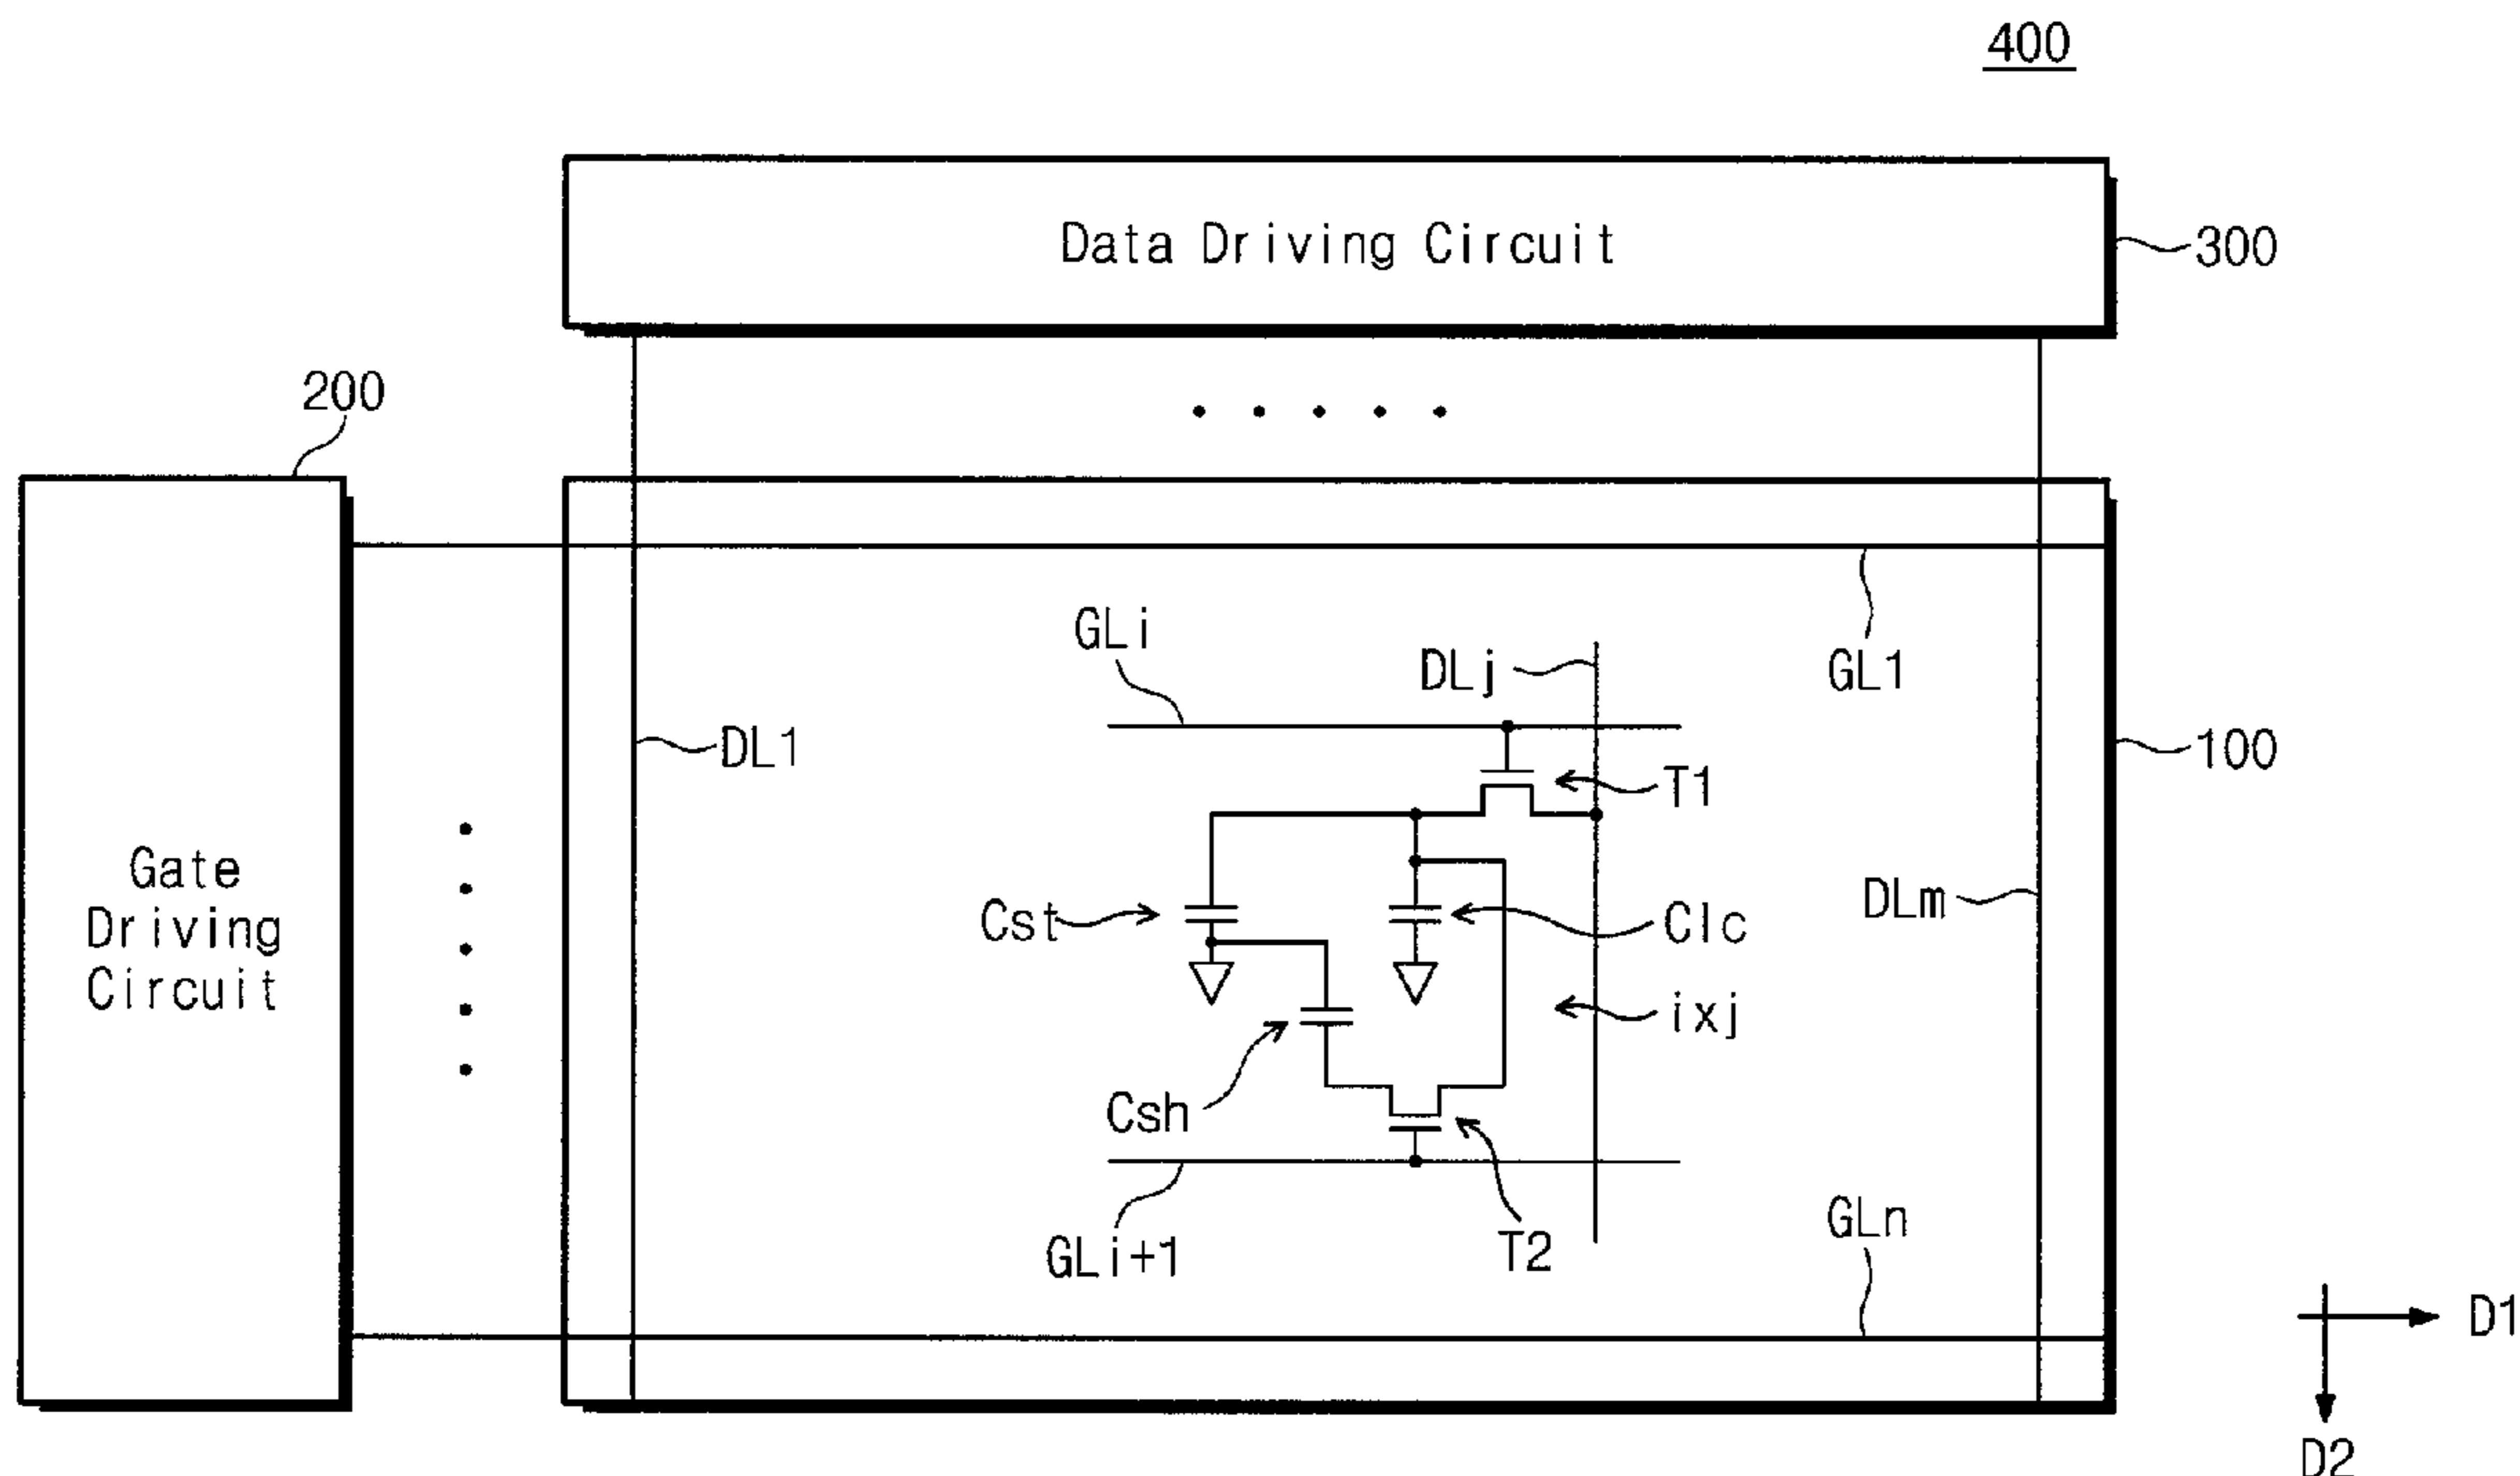 400
Data Driving Circuit
300
200
GLi
DLj
GL1
DL1
100
T1
Gate
Driving
Circuit
Cst
Clc
DLm
ixj
Csh
GLi+1
T2
GLn
D1
D2